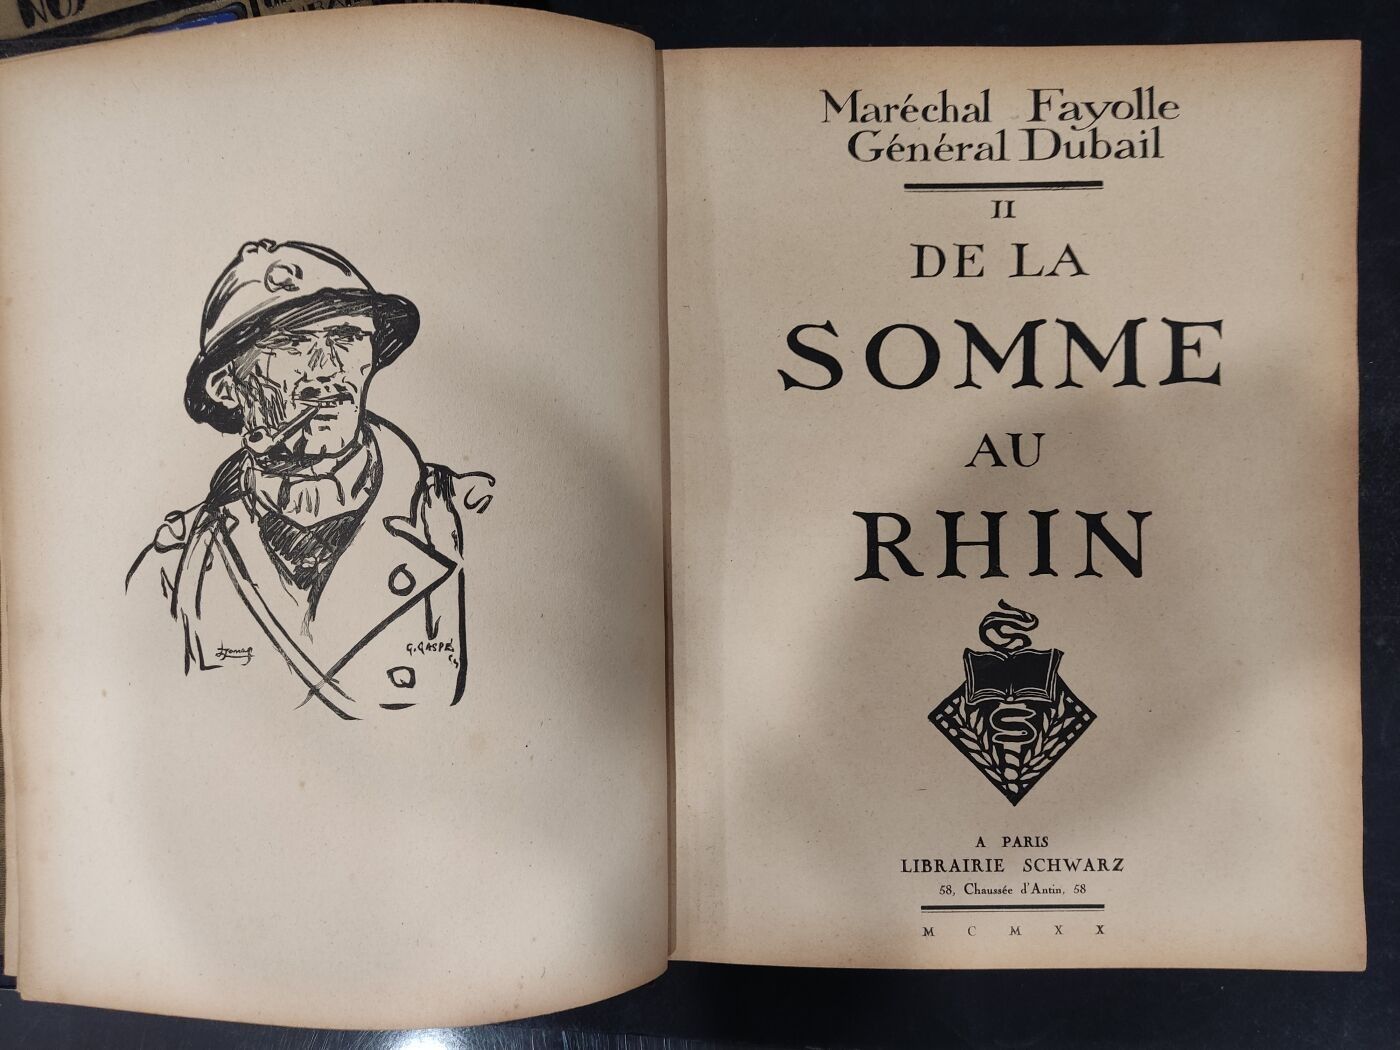 G. GASPÉ
Maréchal Fayolle
Général Dubail
II
DE LA
SOMME
AU
RHIN
S
A PARIS
LIBRAIRIE SCHWARZ
58, Chaussée d'Antin, 58
M C M X X